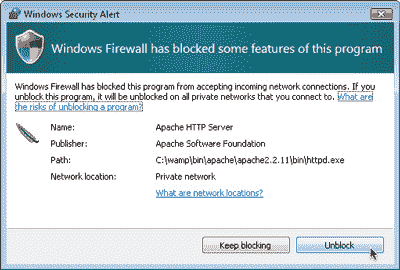 Windows Security Alert
Windows Firewall has blocked some features of this program
Windows Firewall has blocked this program from accepting incoming network connections. If you
unblock this program, it will be unblocked on all private networks that you connect to. What are
the risks of unblocking a program?
Name: Apache HTTP Server
Publisher: Apache Software Foundation
Path: C:\wamp\bin\apache\apache2.2.11\bin\httpd.exe
Network location: Private network
What are network locations?
Keep blocking Unblock